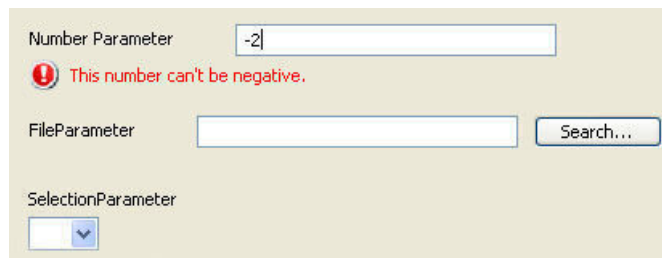 Number Parameter -2
This number can't be negative.
FileParameter Search...
SelectionParameter